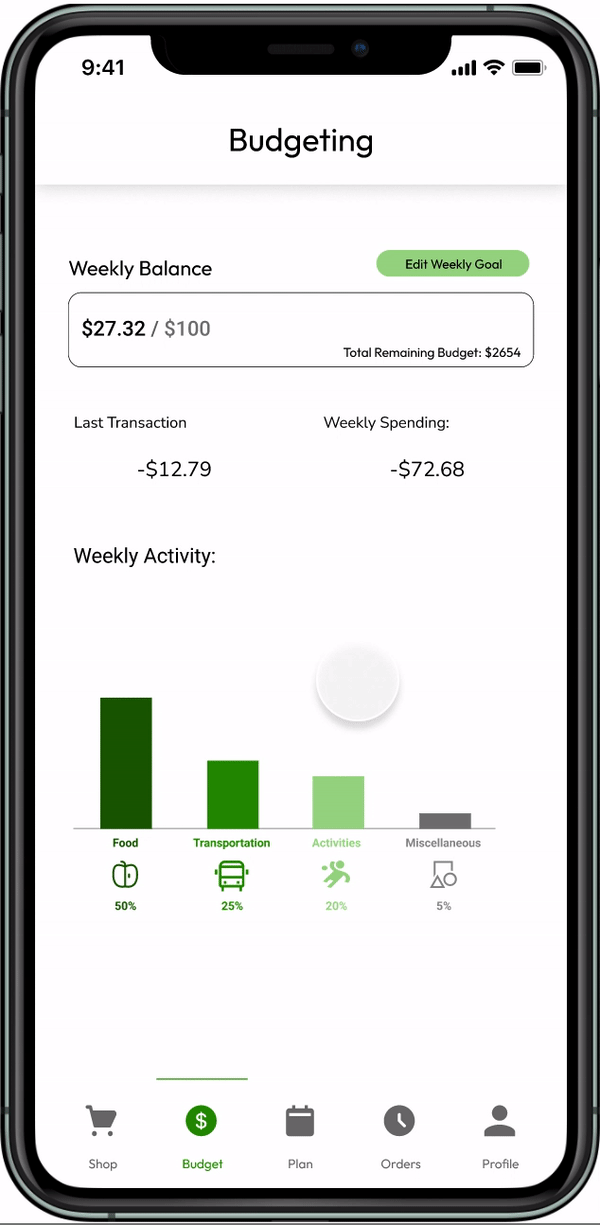 9:41
Budgeting
Weekly Balance
Edit Weekly Goal
$27.32 / $100
Total Remaining Budget: $2654
Last Transaction
Weekly Spending:
-$12.79
-$72.68
Weekly Activity:
Food
Transportation
Activities
Miscellaneous
50%
25%
20%
5%
$
Shop
Budget
Plan
Orders
Profile